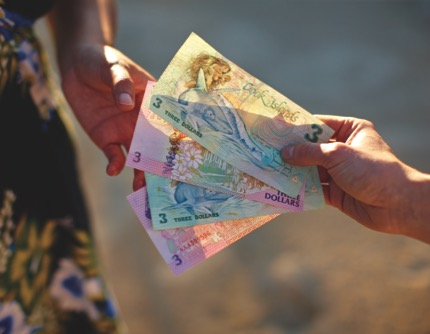 Cook Islands
3
3
THREE DOLLARS
3
THREE
DOLLARS
3
THREE DOLLARS
3